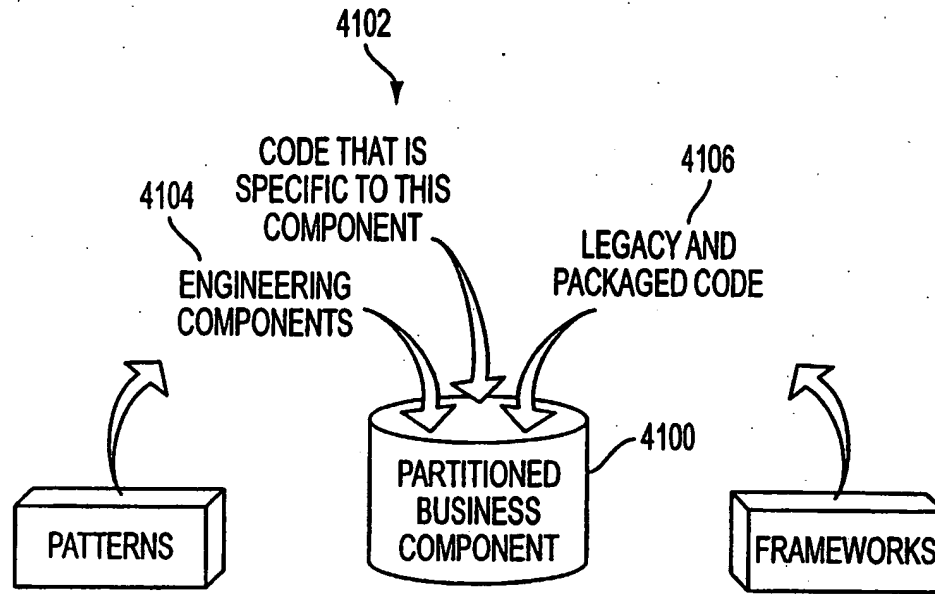 4102
CODE THAT IS
SPECIFIC TO THIS
COMPONENT
4104
ENGINEERING
COMPONENTS
4106
LEGACY AND
PACKAGED CODE
4100
PARTITIONED
BUSINESS
COMPONENT
PATTERNS
FRAMEWORKS